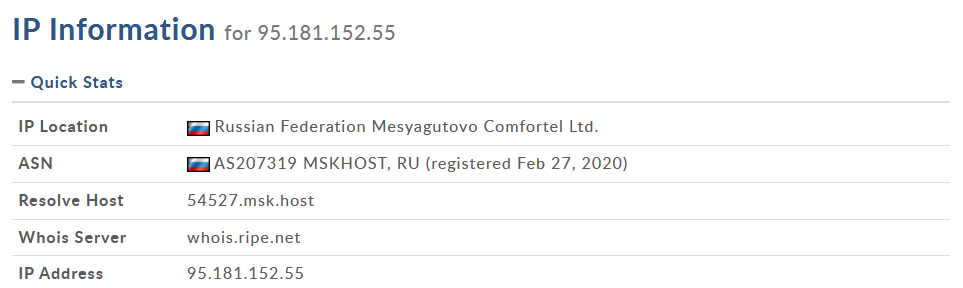 IP Information for 95.181.152.55
Quick Stats
IP Location Russian Federation Mesyagutovo Comfortel Ltd.
ASN AS207319 MSKHOST, RU (registered Feb 27, 2020)
Resolve Host 54527.msk.host
Whois Server whois.ripe.net
IP Address 95.181.152.55